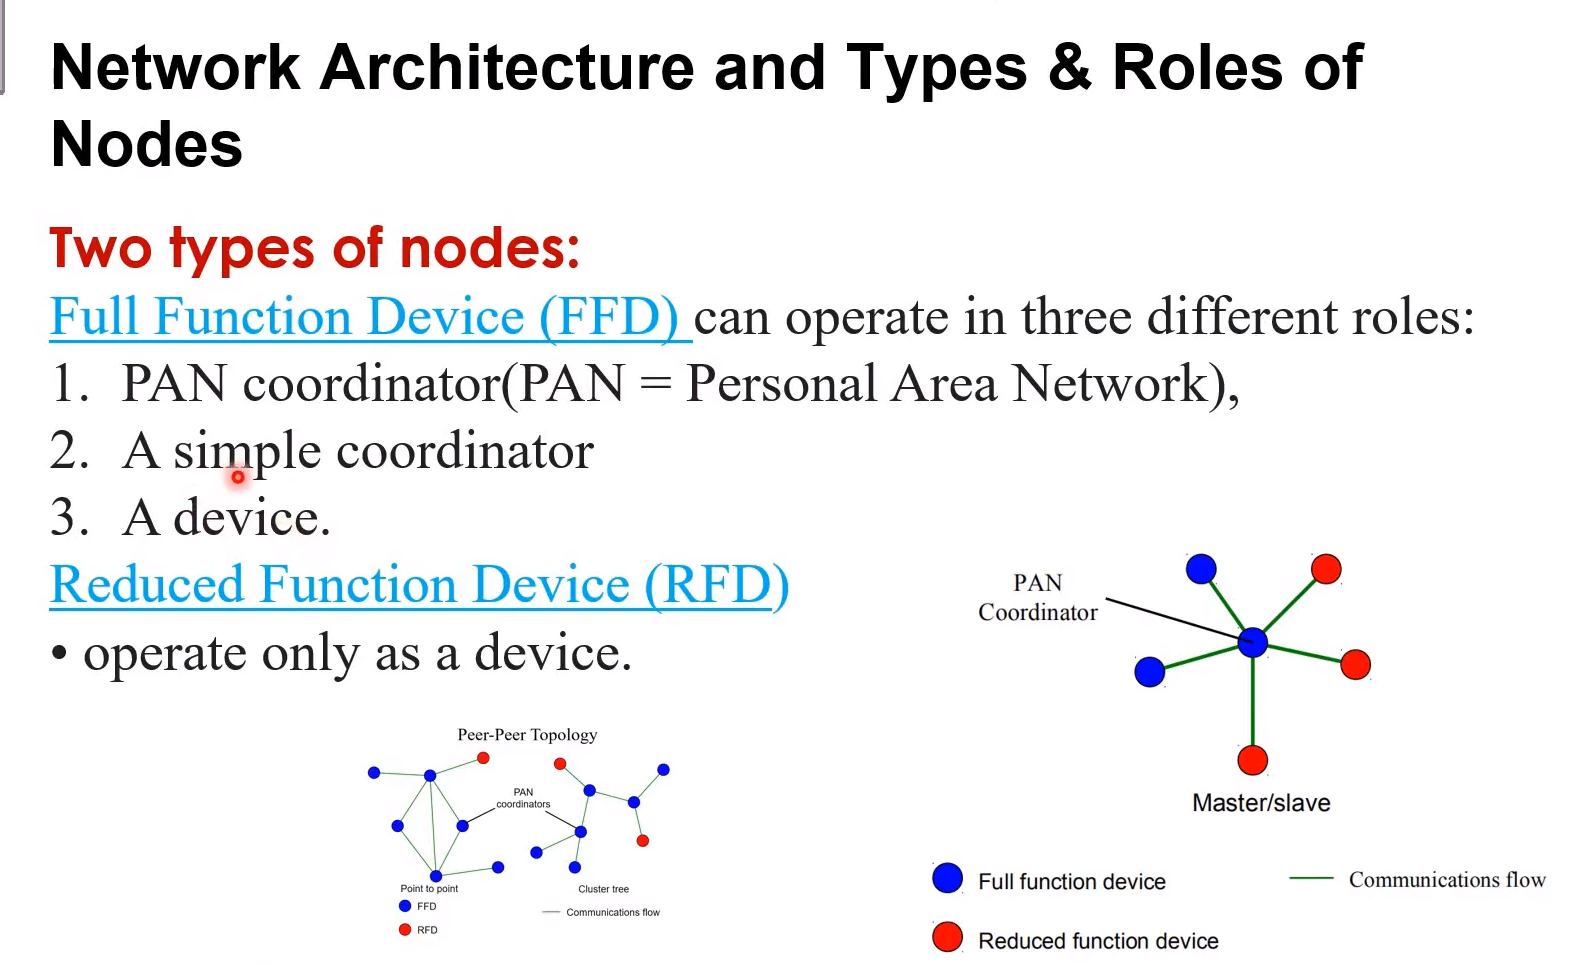 Network Architecture and Types & Roles of
Nodes
Two types of nodes:
Full Function Device (FFD) can operate in three different roles:
1. PAN coordinator(PAN = Personal Area Network),
2. A simple coordinator
3. A device.
Reduced Function Device (RFD)
• operate only as a device.
PAN
Coordinator
Master/slave
Full function device
Communications flow
Reduced function device
Peer-Peer Topology
PAN
coordinators
Point to point
Cluster tree
FFD
Communications flow
RFD